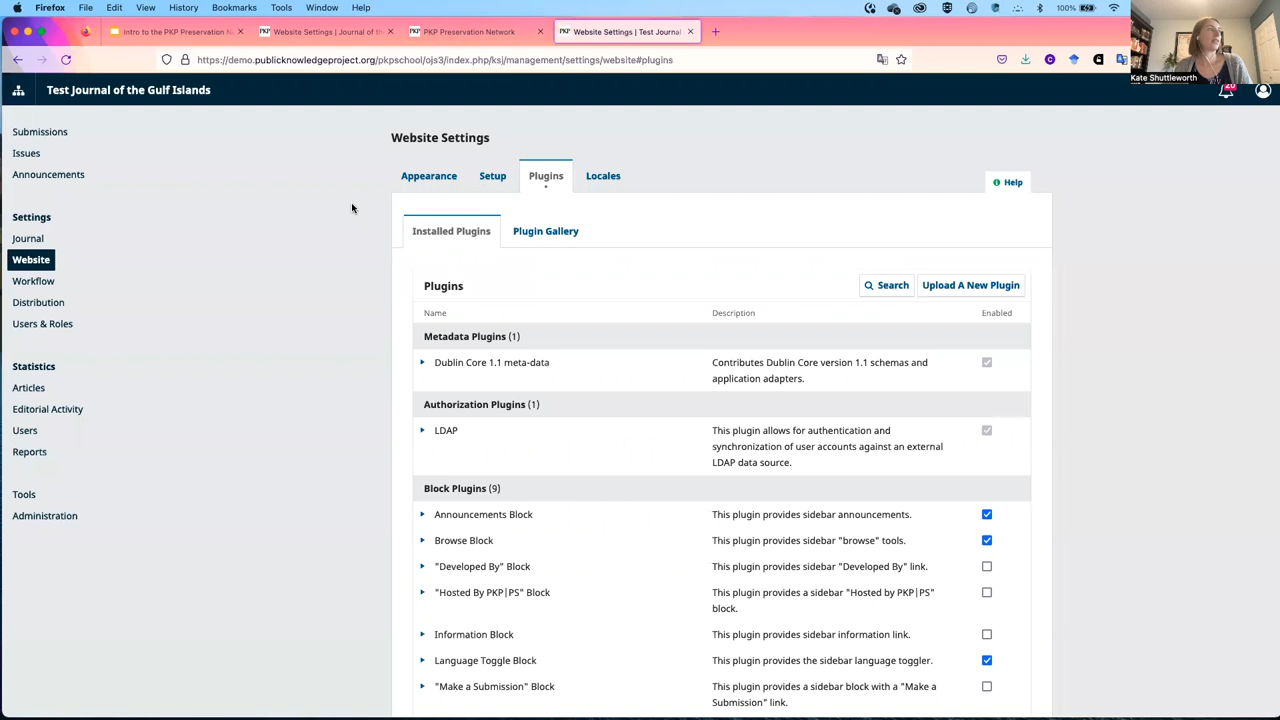 Firefox File Edit View History Bookmarks Tools Window Help 100%
Intro to the PKP Preservation N
PKP Website Settings | Journal of th
PKP PKP Preservation Network
PKP Website Settings | Test Journal
https://demo.publicknowledgeproject.org/pkpschool/ojs3/index.php/ksj/management/settings/website#plugins
Kate Shuttleworth
Test Journal of the Gulf Islands
20
Submissions
Issues
Announcements
Settings
Journal
Website
Workflow
Distribution
Users & Roles
Statistics
Articles
Editorial Activity
Users
Reports
Tools
Administration
Website Settings
Appearance Setup Plugins Locales
Help
Installed Plugins Plugin Gallery
Plugins Search Upload A New Plugin
Name Description Enabled
Metadata Plugins (1)
Dublin Core 1.1 meta-data Contributes Dublin Core version 1.1 schemas and
application adapters.
Authorization Plugins (1)
LDAP This plugin allows for authentication and
synchronization of user accounts against an external
LDAP data source.
Block Plugins (9)
Announcements Block This plugin provides sidebar announcements.
Browse Block This plugin provides sidebar "browse" tools.
"Developed By" Block This plugin provides sidebar "Developed By" link.
"Hosted By PKP|PS" Block This plugin provides a sidebar "Hosted by PKP|PS"
block.
Information Block This plugin provides sidebar information link.
Language Toggle Block This plugin provides the sidebar language toggler.
"Make a Submission" Block This plugin provides a sidebar block with a "Make a
Submission" link.